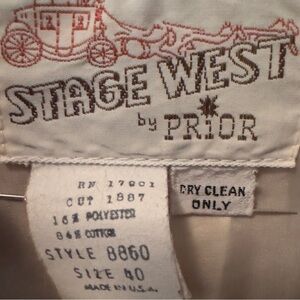 STAGE WEST
by PRIOR
RN 17901
CUT 1887
16% POLYESTER
84% COTTON
STYLE 8860
SIZE 40
MADE IN U.S.A.
DRY CLEAN
ONLY